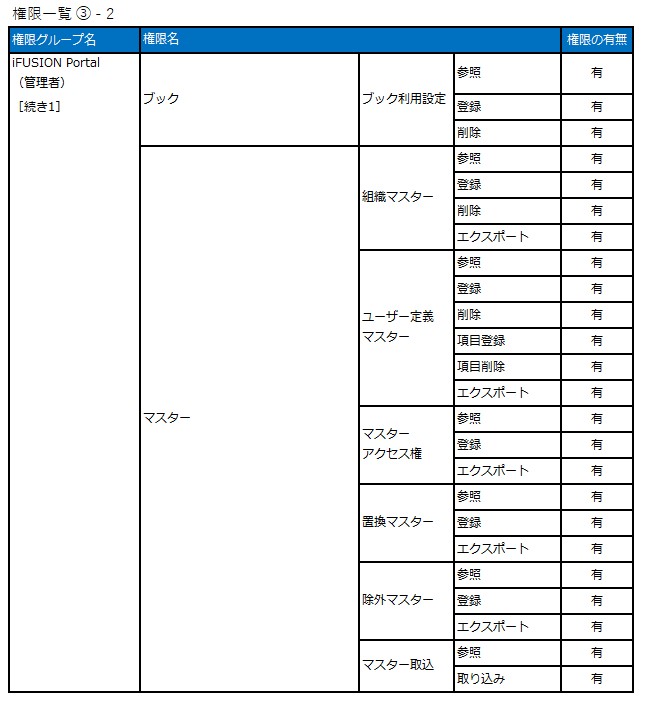 権限一覧 ③ - 2
権限グループ名 権限名 権限の有無
iFUSION Portal
（管理者）
［続き1］
ブック ブック利用設定 参照 有
登録 有
削除 有
マスター 組織マスター 参照 有
登録 有
削除 有
エクスポート 有
ユーザー定義
マスター 参照 有
登録 有
削除 有
項目登録 有
項目削除 有
エクスポート 有
マスター
アクセス権 参照 有
登録 有
エクスポート 有
置換マスター 参照 有
登録 有
エクスポート 有
除外マスター 参照 有
登録 有
エクスポート 有
マスター取込 参照 有
取り込み 有